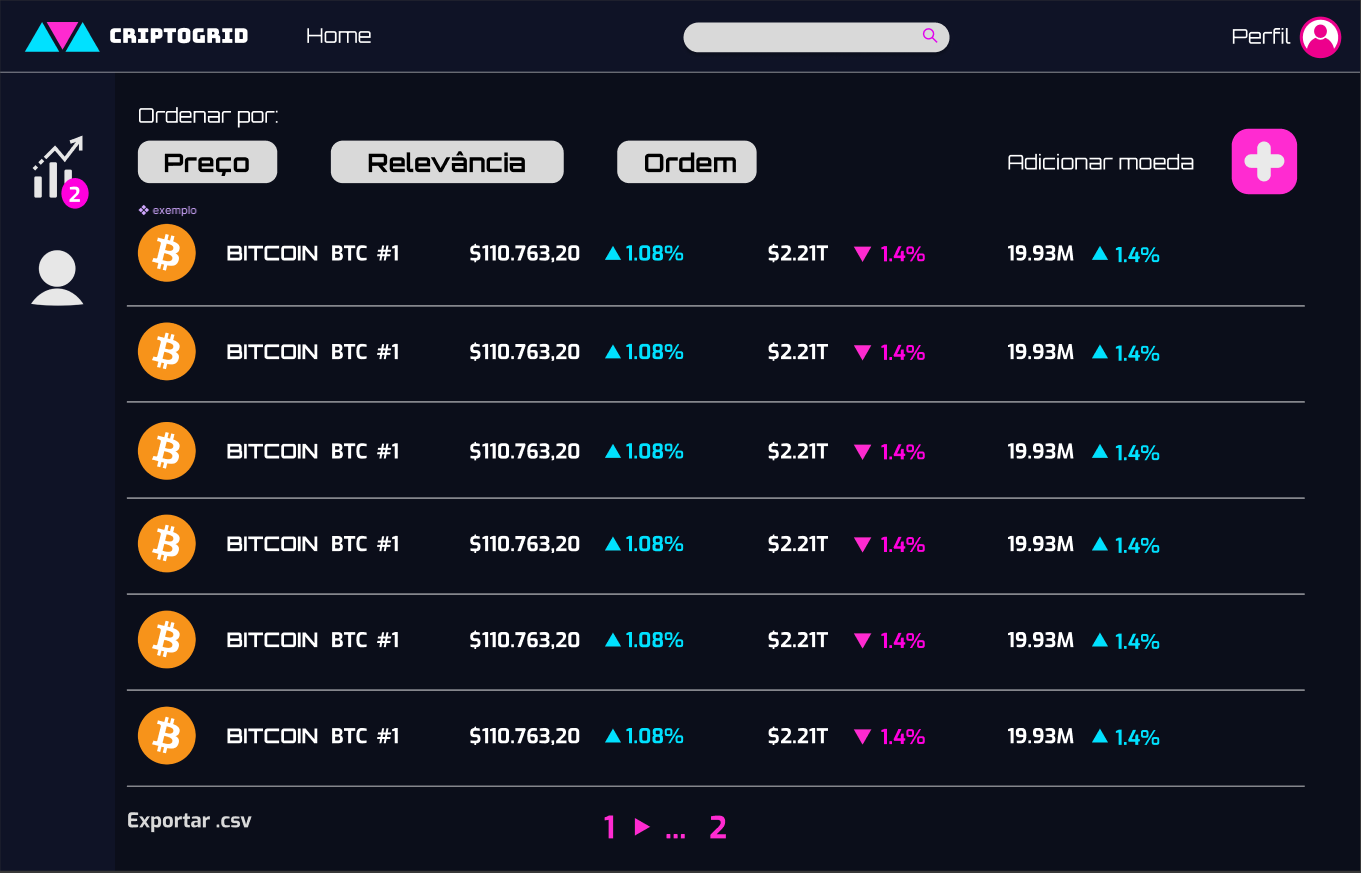 CRIPTOGRID Home Perfil
Ordenar por:
Preço Relevância Ordem Adicionar moeda
2
exemplo
BITCOIN BTC #1 $110.763,20 ▲1.08% $2.21T ▼ 1.4% 19.93M ▲ 1.4%
BITCOIN BTC #1 $110.763,20 ▲1.08% $2.21T ▼ 1.4% 19.93M ▲ 1.4%
BITCOIN BTC #1 $110.763,20 ▲1.08% $2.21T ▼ 1.4% 19.93M ▲ 1.4%
BITCOIN BTC #1 $110.763,20 ▲1.08% $2.21T ▼ 1.4% 19.93M ▲ 1.4%
BITCOIN BTC #1 $110.763,20 ▲1.08% $2.21T ▼ 1.4% 19.93M ▲ 1.4%
BITCOIN BTC #1 $110.763,20 ▲1.08% $2.21T ▼ 1.4% 19.93M ▲ 1.4%
Exportar .csv 1 ▶ ... 2